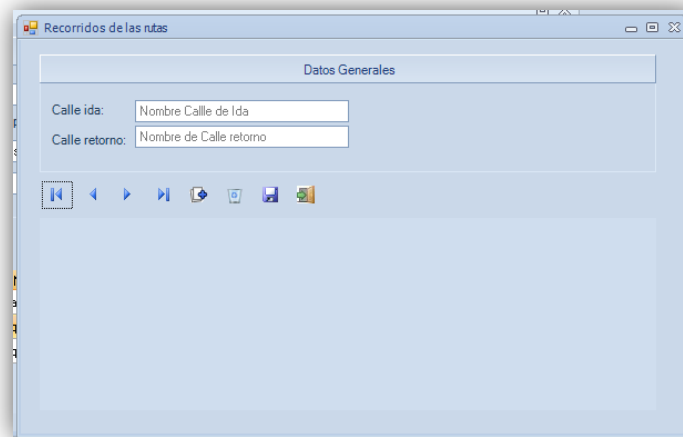 Recorridos de las rutas
Datos Generales
Calle ida:
Nombre Callle de Ida
Calle retorno:
Nombre de Calle retorno